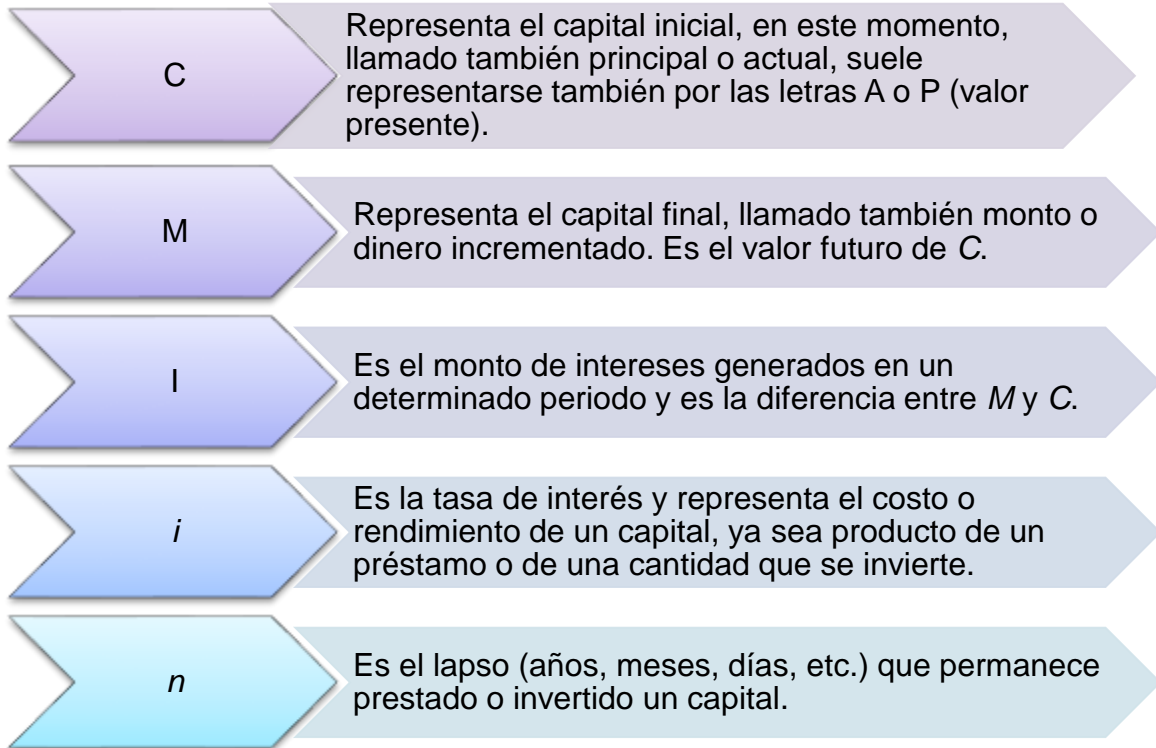 C
Representa el capital inicial, en este momento,
llamado también principal o actual, suele
representarse también por las letras A o P (valor
presente).
M
Representa el capital final, llamado también monto o
dinero incrementado. Es el valor futuro de C.
I
Es el monto de intereses generados en un
determinado periodo y es la diferencia entre M y C.
i
Es la tasa de interés y representa el costo o
rendimiento de un capital, ya sea producto de un
préstamo o de una cantidad que se invierte.
n
Es el lapso (años, meses, días, etc.) que permanece
prestado o invertido un capital.